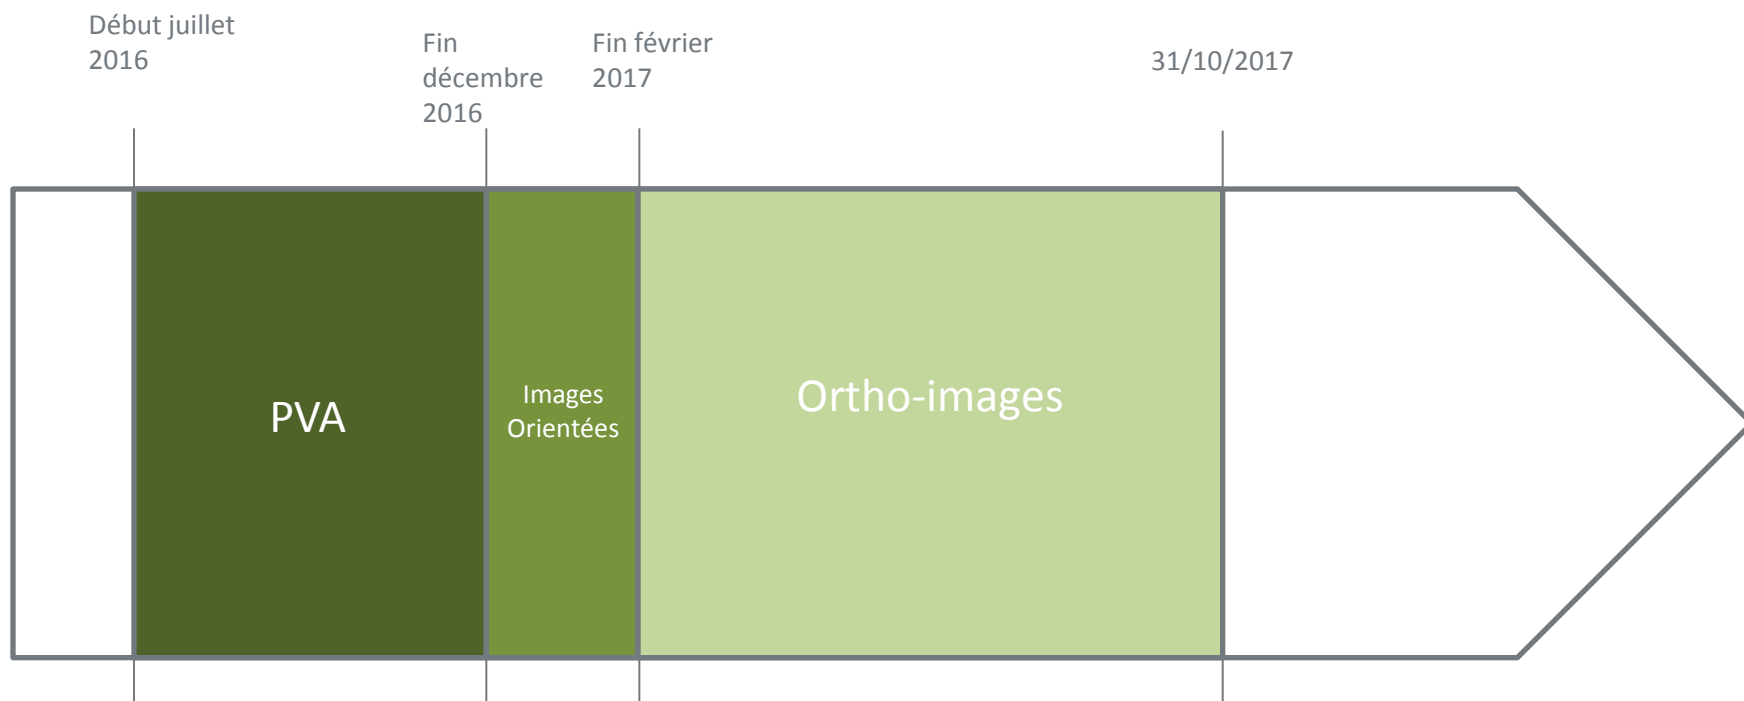 Début juillet
2016
Fin
décembre
2016
Fin février
2017
31/10/2017
PVA
Images
Orientées
Ortho-images